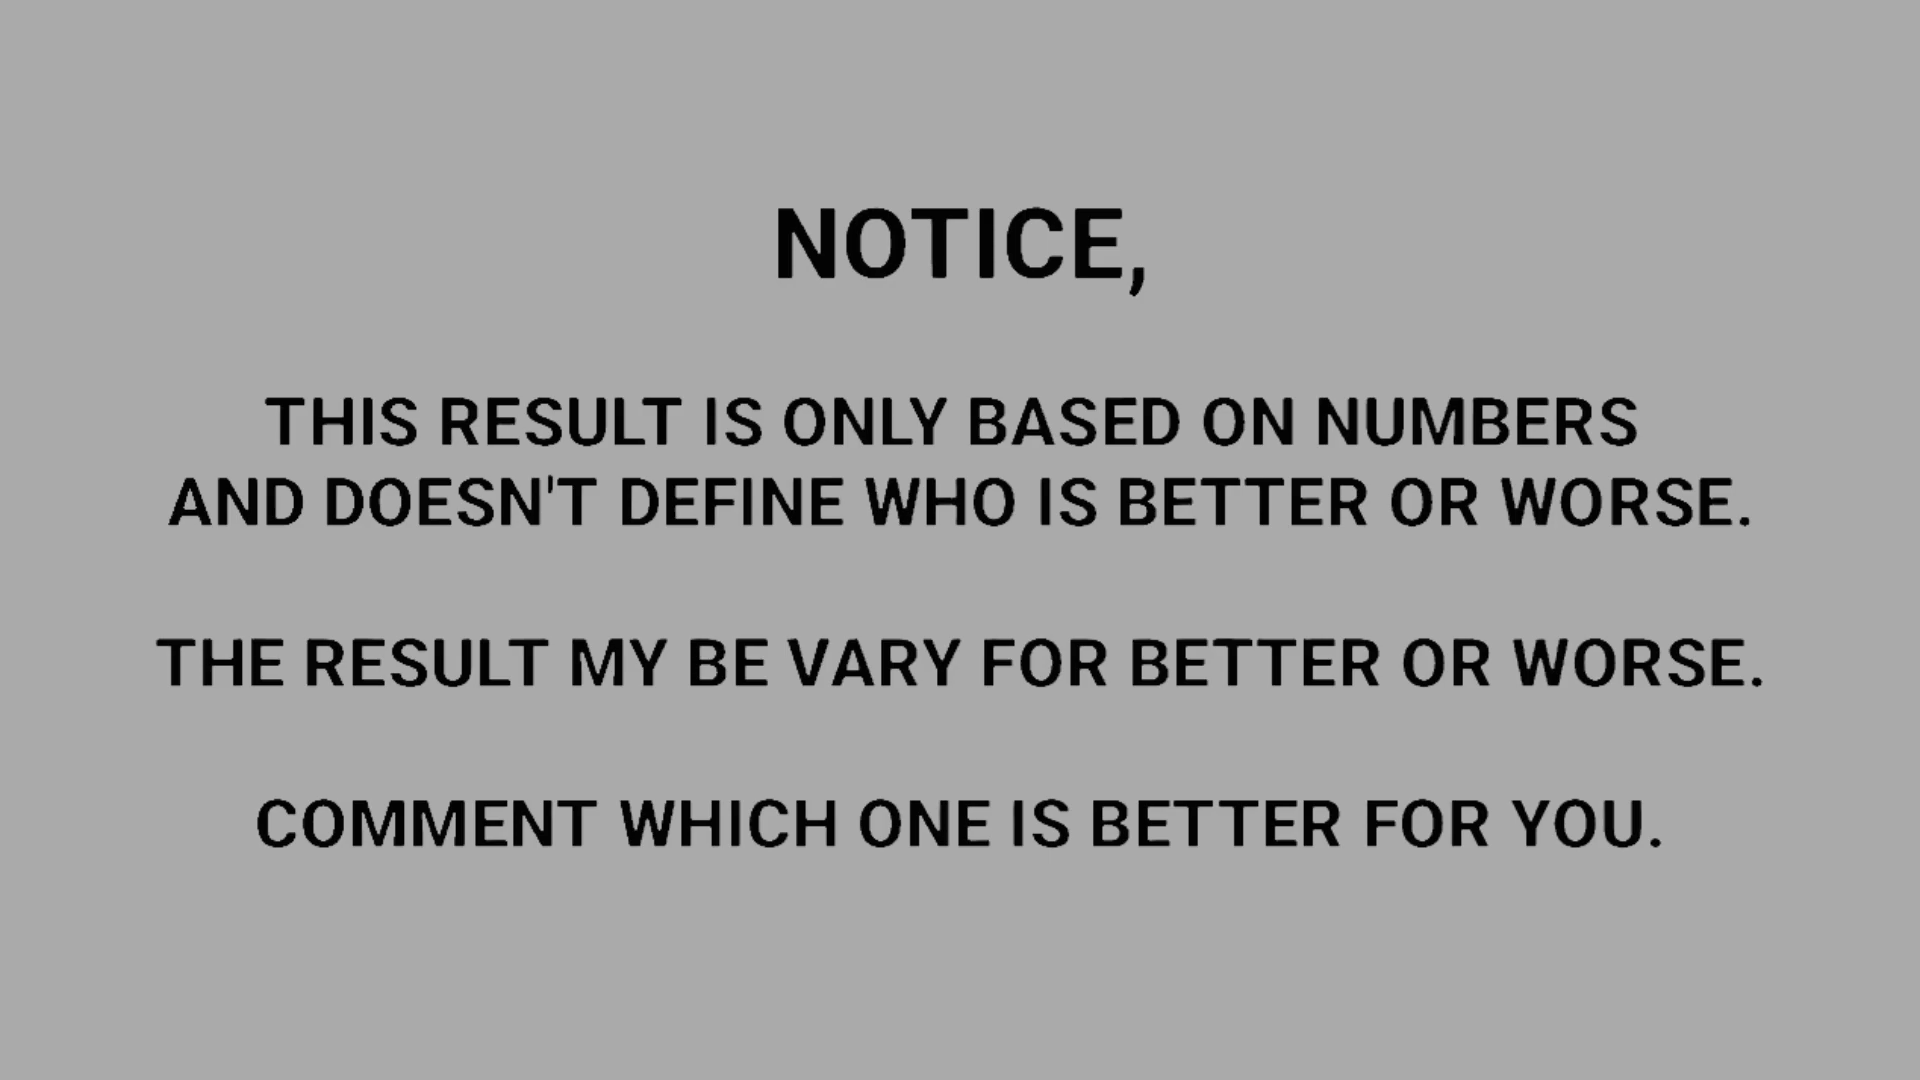 NOTICE,
THIS RESULT IS ONLY BASED ON NUMBERS
AND DOESN'T DEFINE WHO IS BETTER OR WORSE.
THE RESULT MY BE VARY FOR BETTER OR WORSE.
COMMENT WHICH ONE IS BETTER FOR YOU.